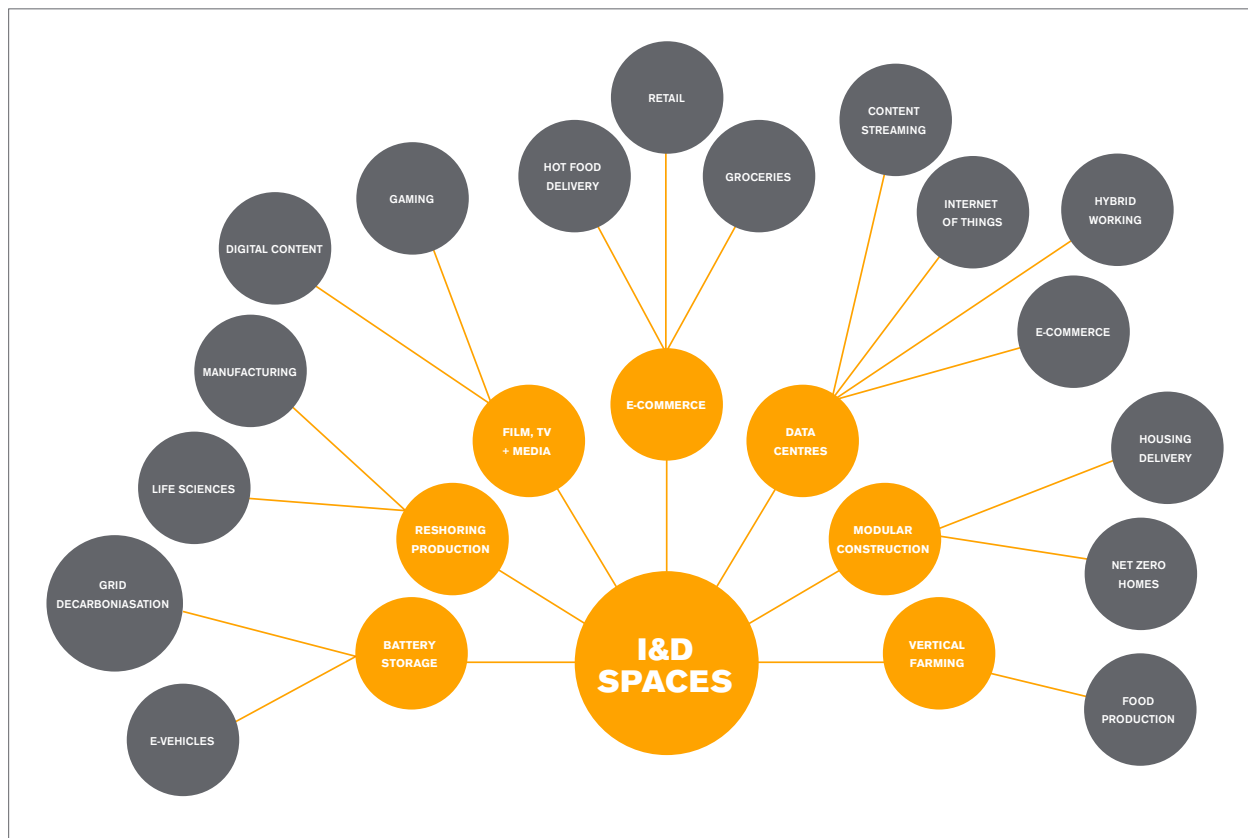 RETAIL
CONTENT
STREAMING
HOT FOOD
DELIVERY
GROCERIES
GAMING
INTERNET
OF THINGS
HYBRID
WORKING
DIGITAL CONTENT
E-COMMERCE
MANUFACTURING
E-COMMERCE
FILM, TV
+ MEDIA
DATA
CENTRES
HOUSING
DELIVERY
LIFE SCIENCES
RESHORING
PRODUCTION
MODULAR
CONSTRUCTION
NET ZERO
HOMES
GRID
DECARBONIASATION
BATTERY
STORAGE
I&D
SPACES
VERTICAL
FARMING
FOOD
PRODUCTION
E-VEHICLES